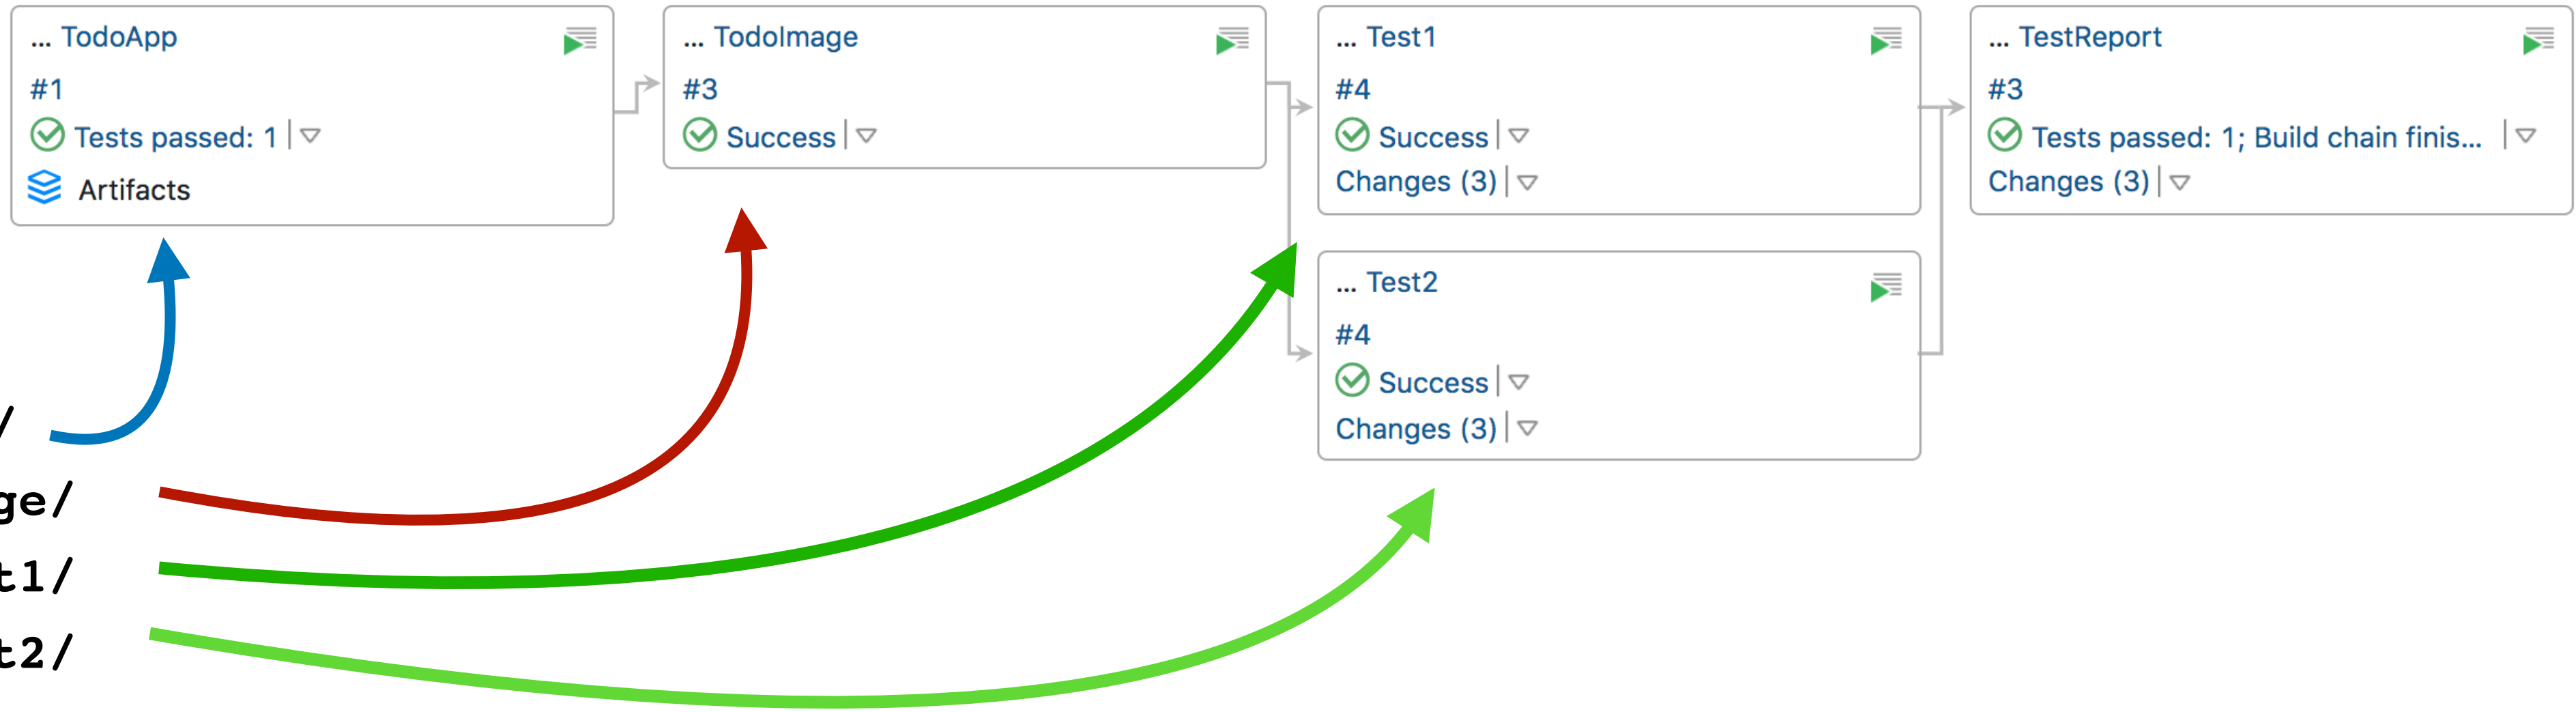 ... TodoApp
#1
Tests passed: 1
Artifacts
... TodoImage
#3
Success
... Test1
#4
Success
Changes (3)
... Test2
#4
Success
Changes (3)
... TestReport
#3
Tests passed: 1; Build chain finis...
Changes (3)
/
ge/
t1/
t2/